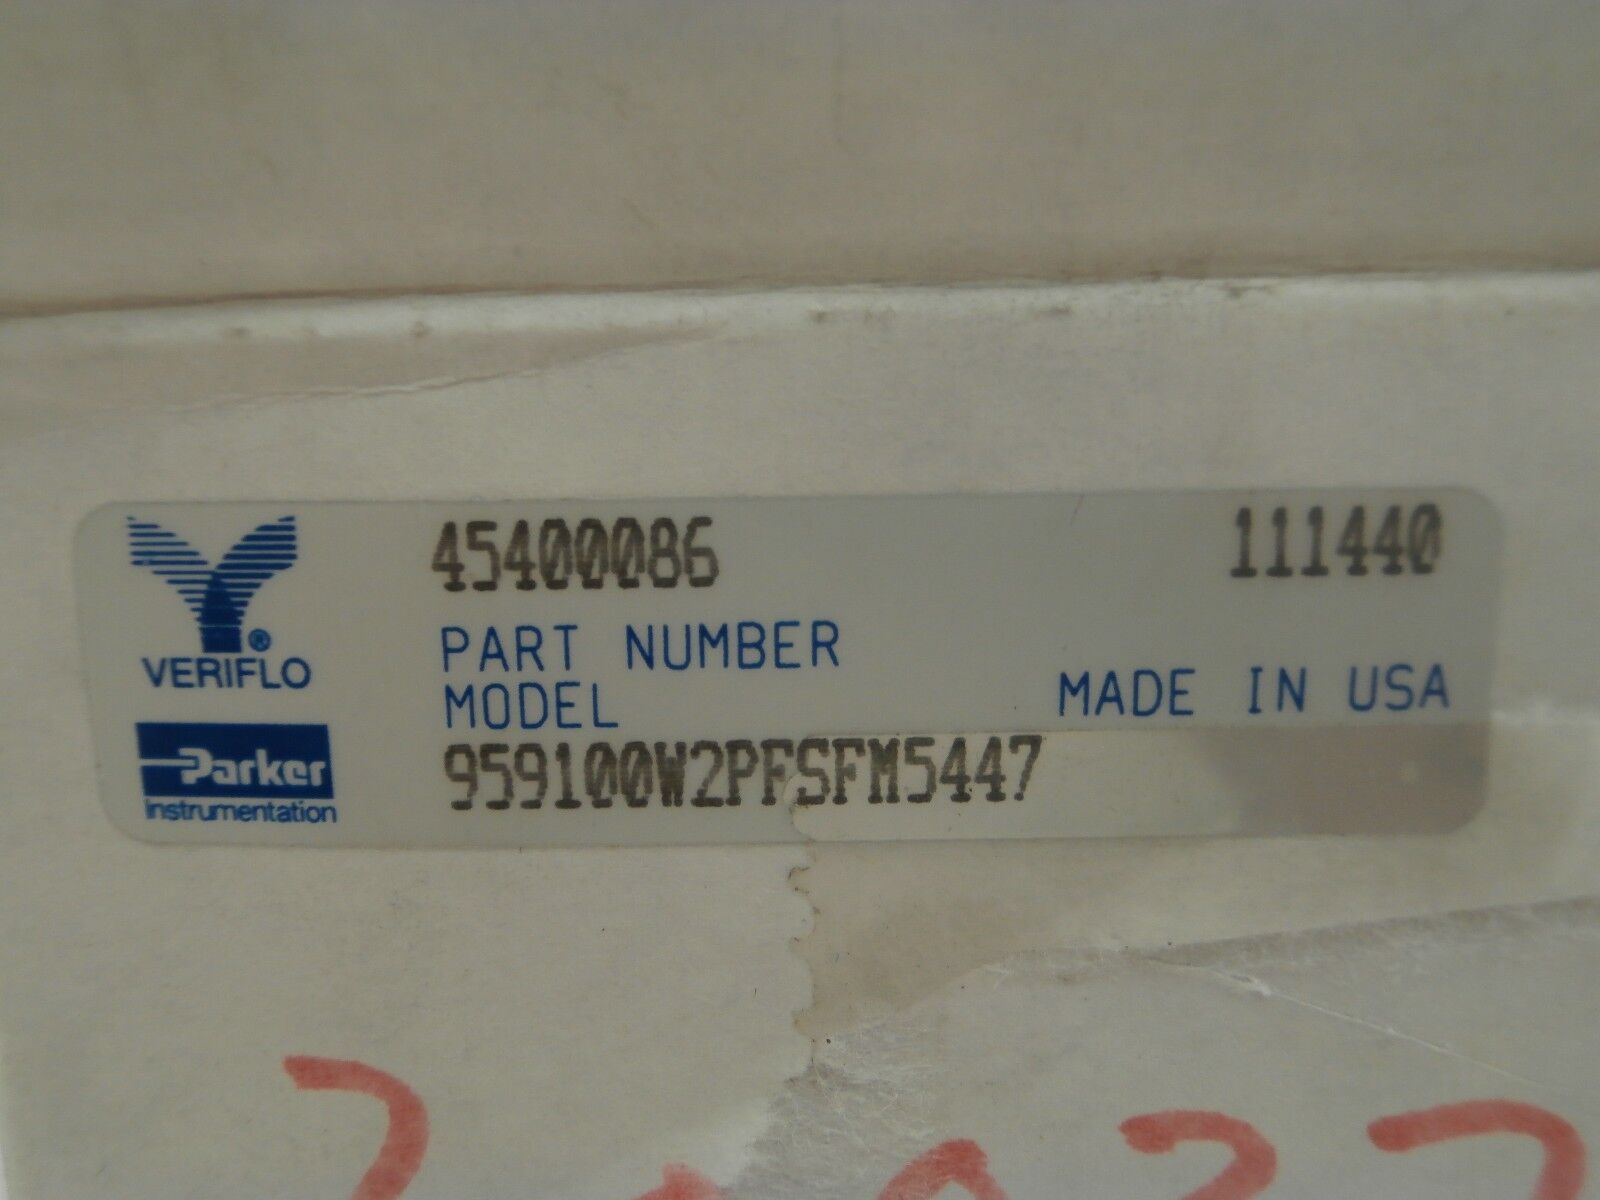 45400086 111440
PART NUMBER
MODEL MADE IN USA
959100W2PFSFM5447
®
VERIFLO
Parker
Instrumentation